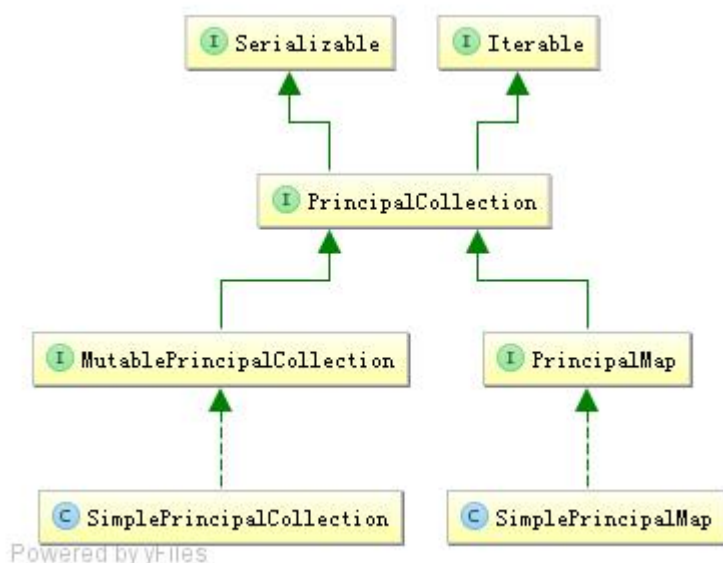 I Serializable
I Iterable
I PrincipalCollection
I MutablePrincipalCollection
I PrincipalMap
C SimplePrincipalCollection
C SimplePrincipalMap
Powered by yFiles